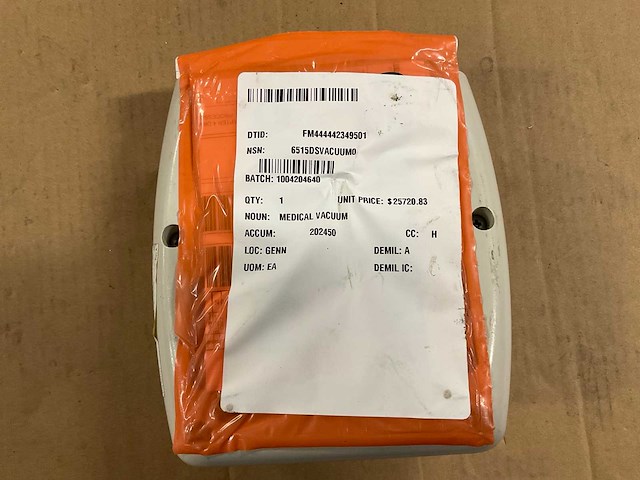 DTID: FM444442349501
NSN: 6515DSVACUUM0
BATCH: 1004204640
QTY: 1 UNIT PRICE: $25720.83
NOUN: MEDICAL VACUUM
ACCUM: 202450 CC: H
LOC: GENN DEMIL: A
UOM: EA DEMIL IC: